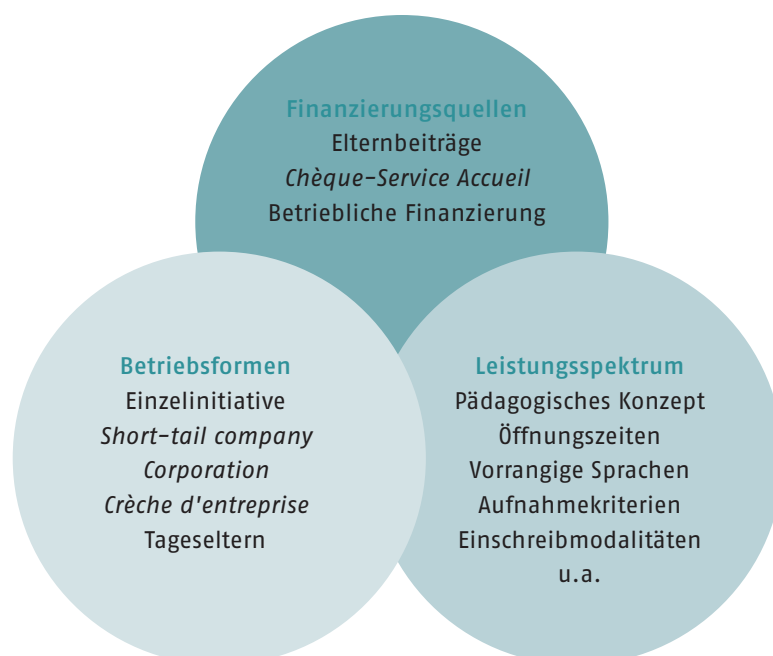 Finanzierungsquellen
Elternbeiträge
Chèque-Service Accueil
Betriebliche Finanzierung
Betriebsformen
Einzelinitiative
Short-tail company
Corporation
Crèche d'entreprise
Tageseltern
Leistungsspektrum
Pädagogisches Konzept
Öffnungszeiten
Vorrangige Sprachen
Aufnahmekriterien
Einschreibmodalitäten
u.a.